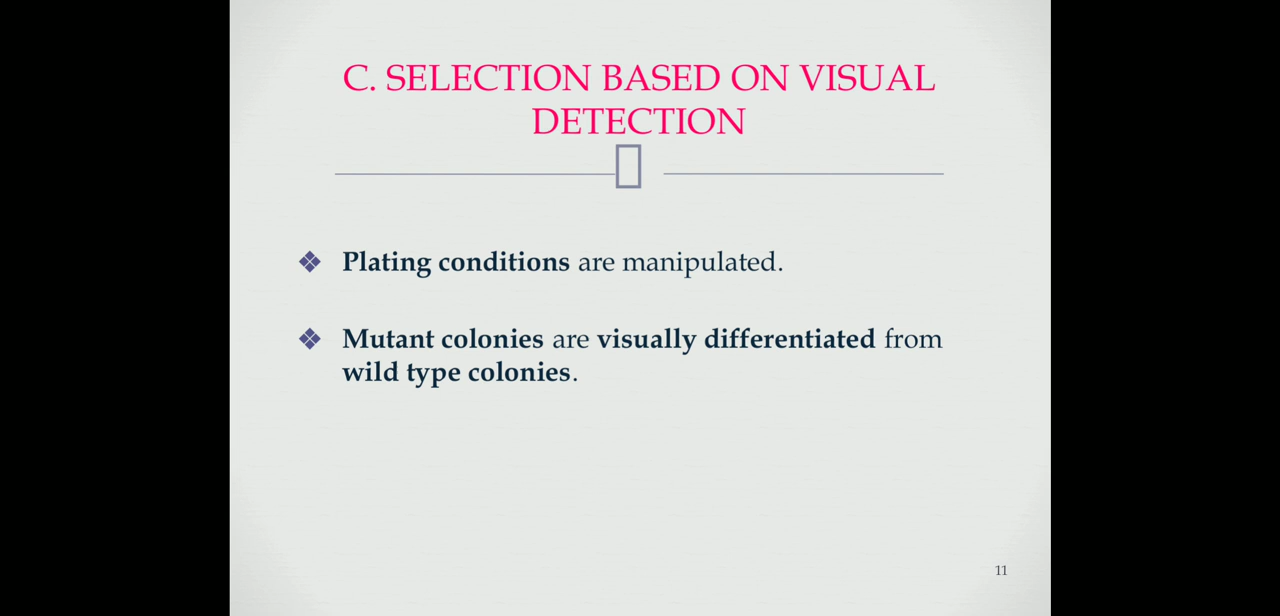 C. SELECTION BASED ON VISUAL
DETECTION
❖ Plating conditions are manipulated.
❖ Mutant colonies are visually differentiated from
wild type colonies.
11